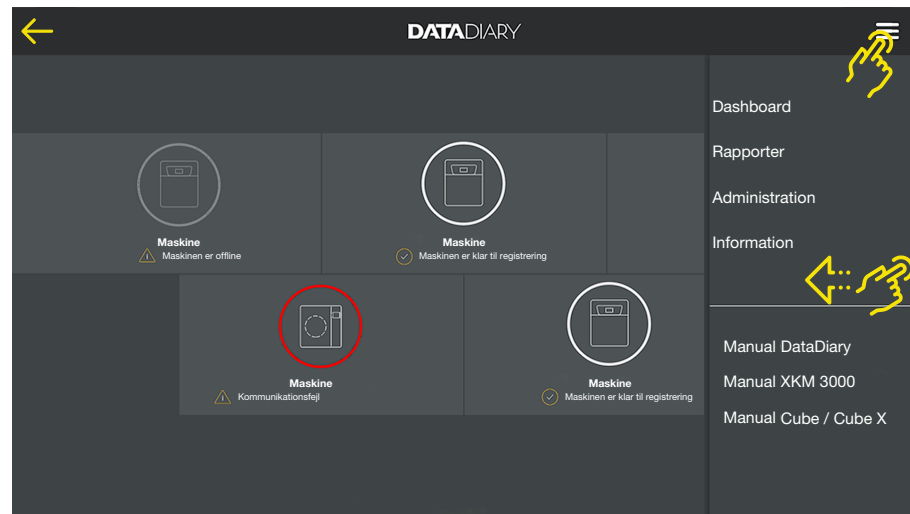 DATADIARY
Dashboard
Rapporter
Administration
Information
Maskine
Maskinen er offline
Maskine
Maskinen er klar til registrering
Maskine
Kommunikationsfejl
Maskine
Maskinen er klar til registrering
Manual DataDiary
Manual XKM 3000
Manual Cube / Cube X